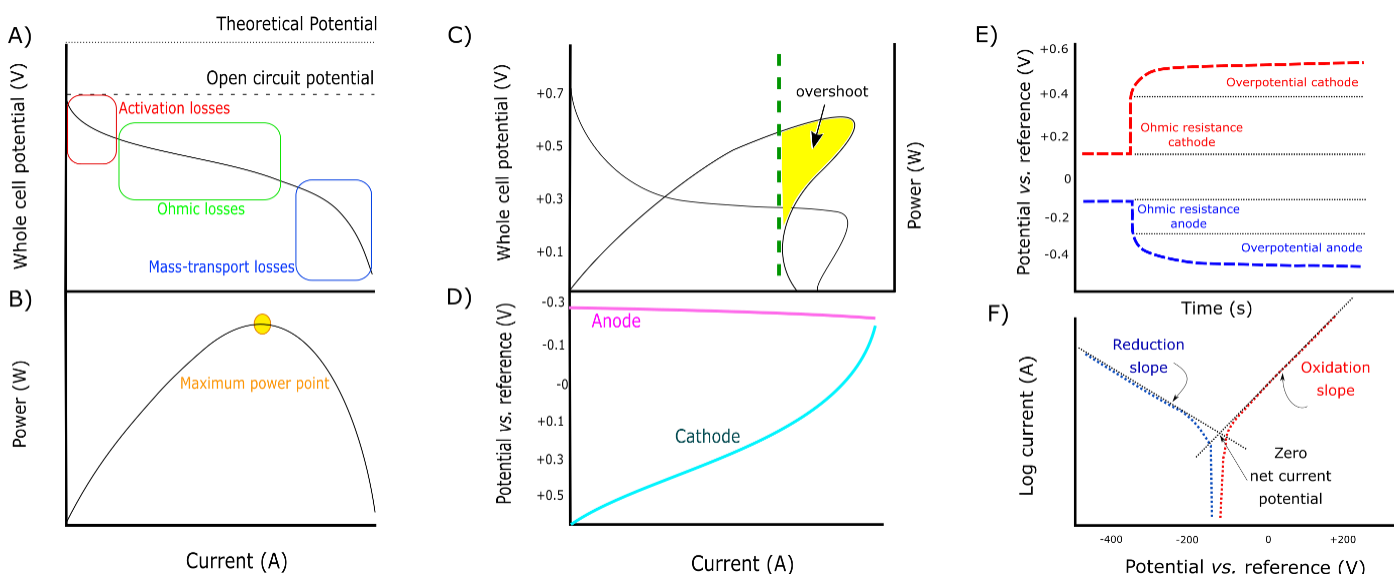 A)
Theoretical Potential
Whole cell potential (V)
Open circuit potential
Activation losses
Ohmic losses
Mass-transport losses
B)
Power (W)
Maximum power point
Current (A)
C)
Whole cell potential (V)
+0.7
+0.5
+0.3
+0.1
overshoot
Power (W)
D)
Potential vs. reference (V)
-0.3
-0.1
-0
+0.1
+0.3
+0.5
Anode
Cathode
Current (A)
E)
Potential vs. reference (V)
+0.6
+0.4
+0.2
0
-0.2
-0.4
Overpotential cathode
Ohmic resistance
cathode
Ohmic resistance
anode
Overpotential anode
Time (s)
F)
Log current (A)
Reduction
slope
Oxidation
slope
Zero
net current
potential
-400
-200
0
+200
Potential vs. reference (V)